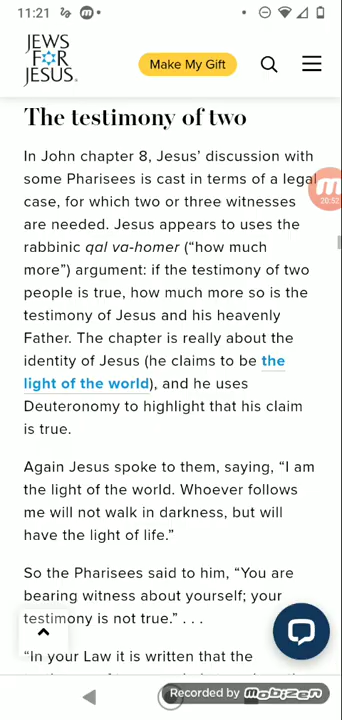 11:21
JEWS
FOR
JESUS
Make My Gift
The testimony of two
In John chapter 8, Jesus’ discussion with
some Pharisees is cast in terms of a legal
case, for which two or three witnesses
are needed. Jesus appears to uses the
rabbinic qal va-homer (“how much
more”) argument: if the testimony of two
people is true, how much more so is the
testimony of Jesus and his heavenly
Father. The chapter is really about the
identity of Jesus (he claims to be the
light of the world), and he uses
Deuteronomy to highlight that his claim
is true.
20:52
Again Jesus spoke to them, saying, “I am
the light of the world. Whoever follows
me will not walk in darkness, but will
have the light of life.”
So the Pharisees said to him, “You are
bearing witness about yourself; your
testimony is not true.” . . .
“In your Law it is written that the
Recorded by mobizen